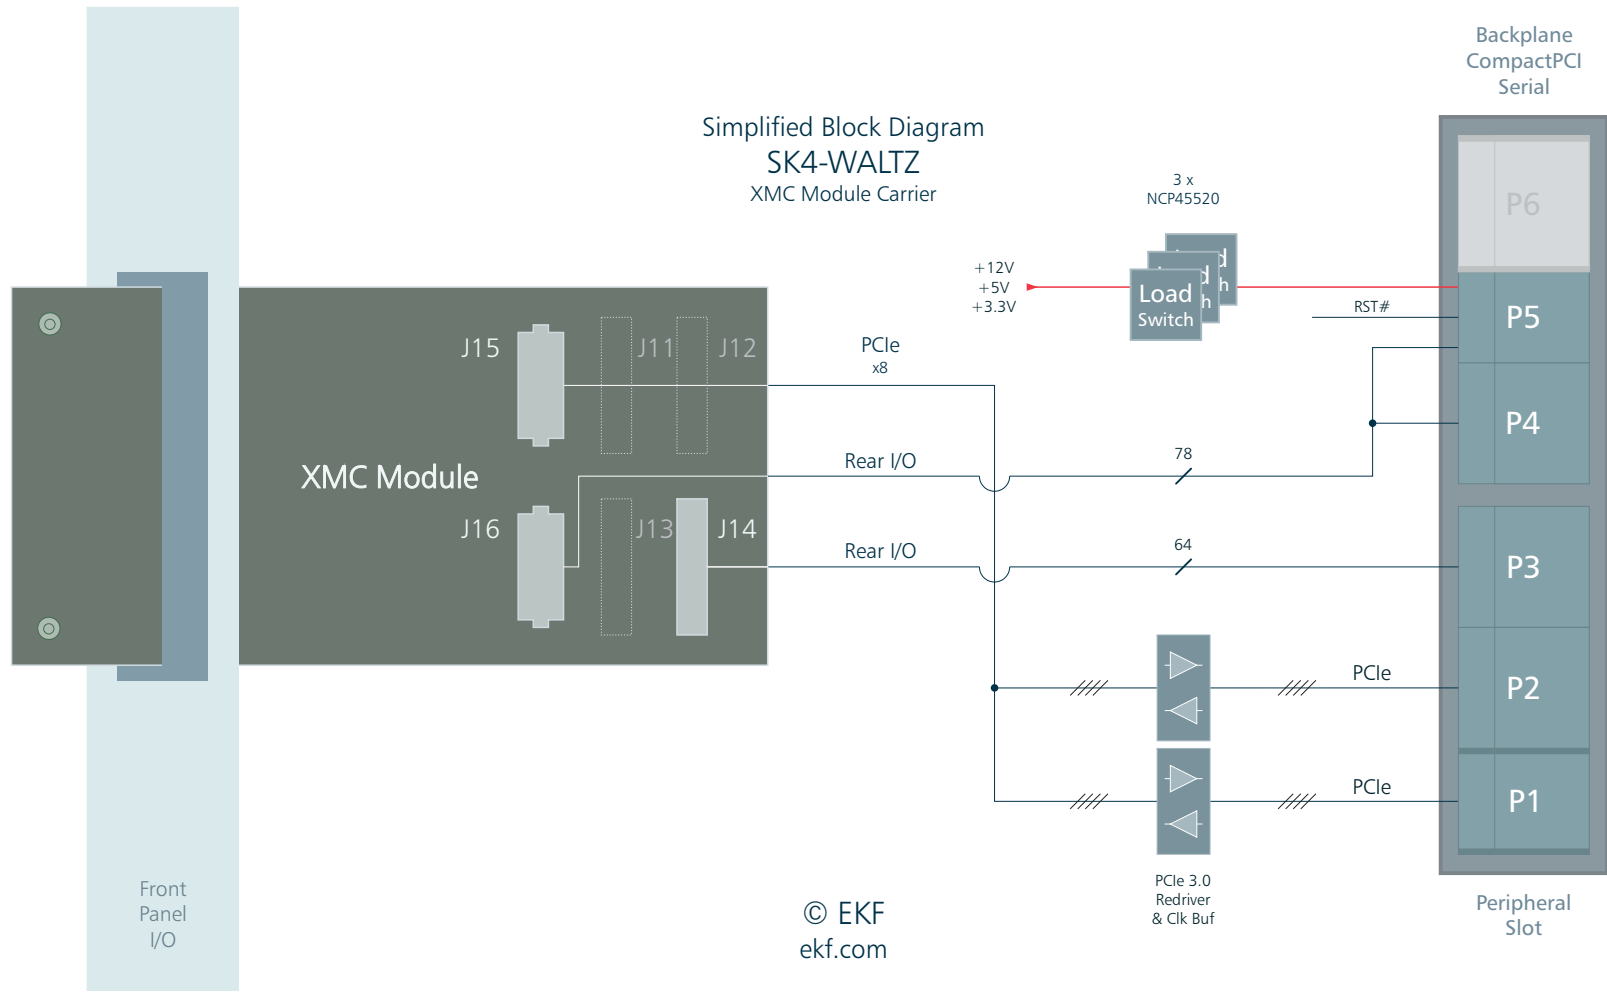 Backplane
CompactPCI
Serial
Simplified Block Diagram
SK4-WALTZ
XMC Module Carrier
3 x
NCP45520
P6
+12V
+5V
+3.3V
Load
Switch
d
h
d
h
RST#
P5
J15
J11
J12
PCIe
x8
P4
XMC Module
Rear I/O
78
J16
J13
J14
Rear I/O
64
P3
PCIe
P2
PCIe
P1
PCIe 3.0
Redriver
& Clk Buf
Front
Panel
I/O
© EKF
ekf.com
Peripheral
Slot